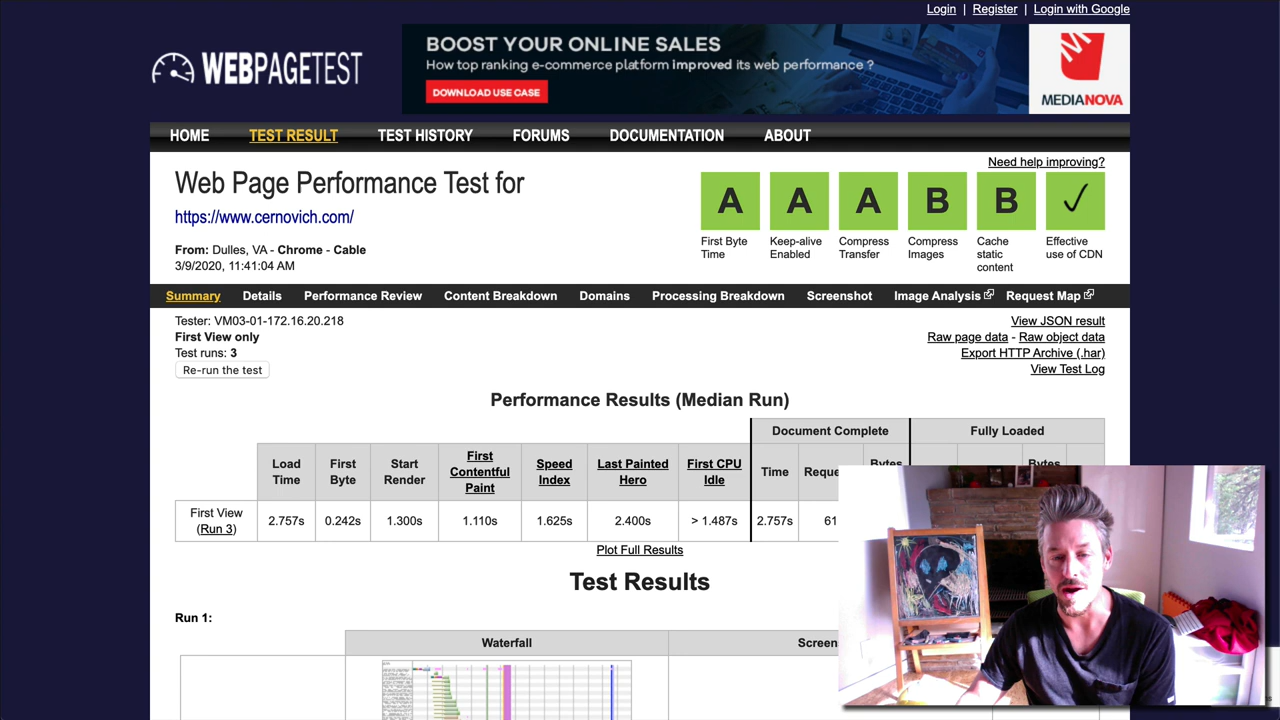 Login | Register | Login with Google
WEBPAGETEST
BOOST YOUR ONLINE SALES
How top ranking e-commerce platform improved its web performance ?
DOWNLOAD USE CASE
MEDIANOVA
HOME TEST RESULT TEST HISTORY FORUMS DOCUMENTATION ABOUT
Need help improving?
Web Page Performance Test for
https://www.cernovich.com/
From: Dulles, VA - Chrome - Cable
3/9/2020, 11:41:04 AM
A A A B B ✓
First Byte Time
Keep-alive Enabled
Compress Transfer
Compress Images
Cache static content
Effective use of CDN
Summary Details Performance Review Content Breakdown Domains Processing Breakdown Screenshot Image Analysis Request Map
Tester: VM03-01-172.16.20.218
First View only
Test runs: 3
Re-run the test
View JSON result
Raw page data - Raw object data
Export HTTP Archive (.har)
View Test Log
Performance Results (Median Run)
Document Complete Fully Loaded
Load Time
First Byte
Start Render
First Contentful Paint
Speed Index
Last Painted Hero
First CPU Idle
Time
Reque
Bytes
Bytes
First View (Run 3) 2.757s 0.242s 1.300s 1.110s 1.625s 2.400s > 1.487s 2.757s 61
Plot Full Results
Test Results
Run 1:
Waterfall Screen